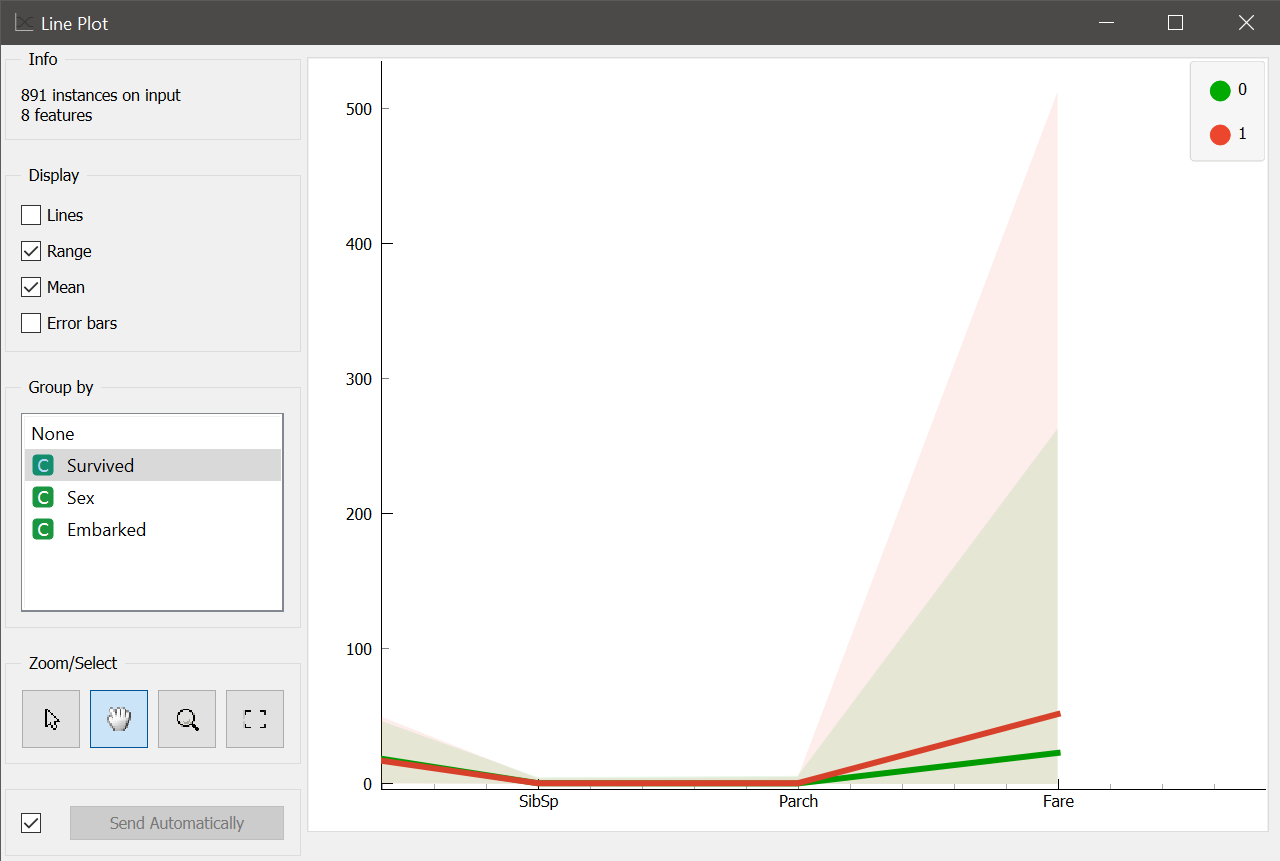 Line Plot
Info
891 instances on input
8 features
Display
Lines
Range
Mean
Error bars
Group by
None
C Survived
C Sex
C Embarked
Zoom/Select
Send Automatically
500
400
300
200
100
0
SibSp Parch Fare
0
1